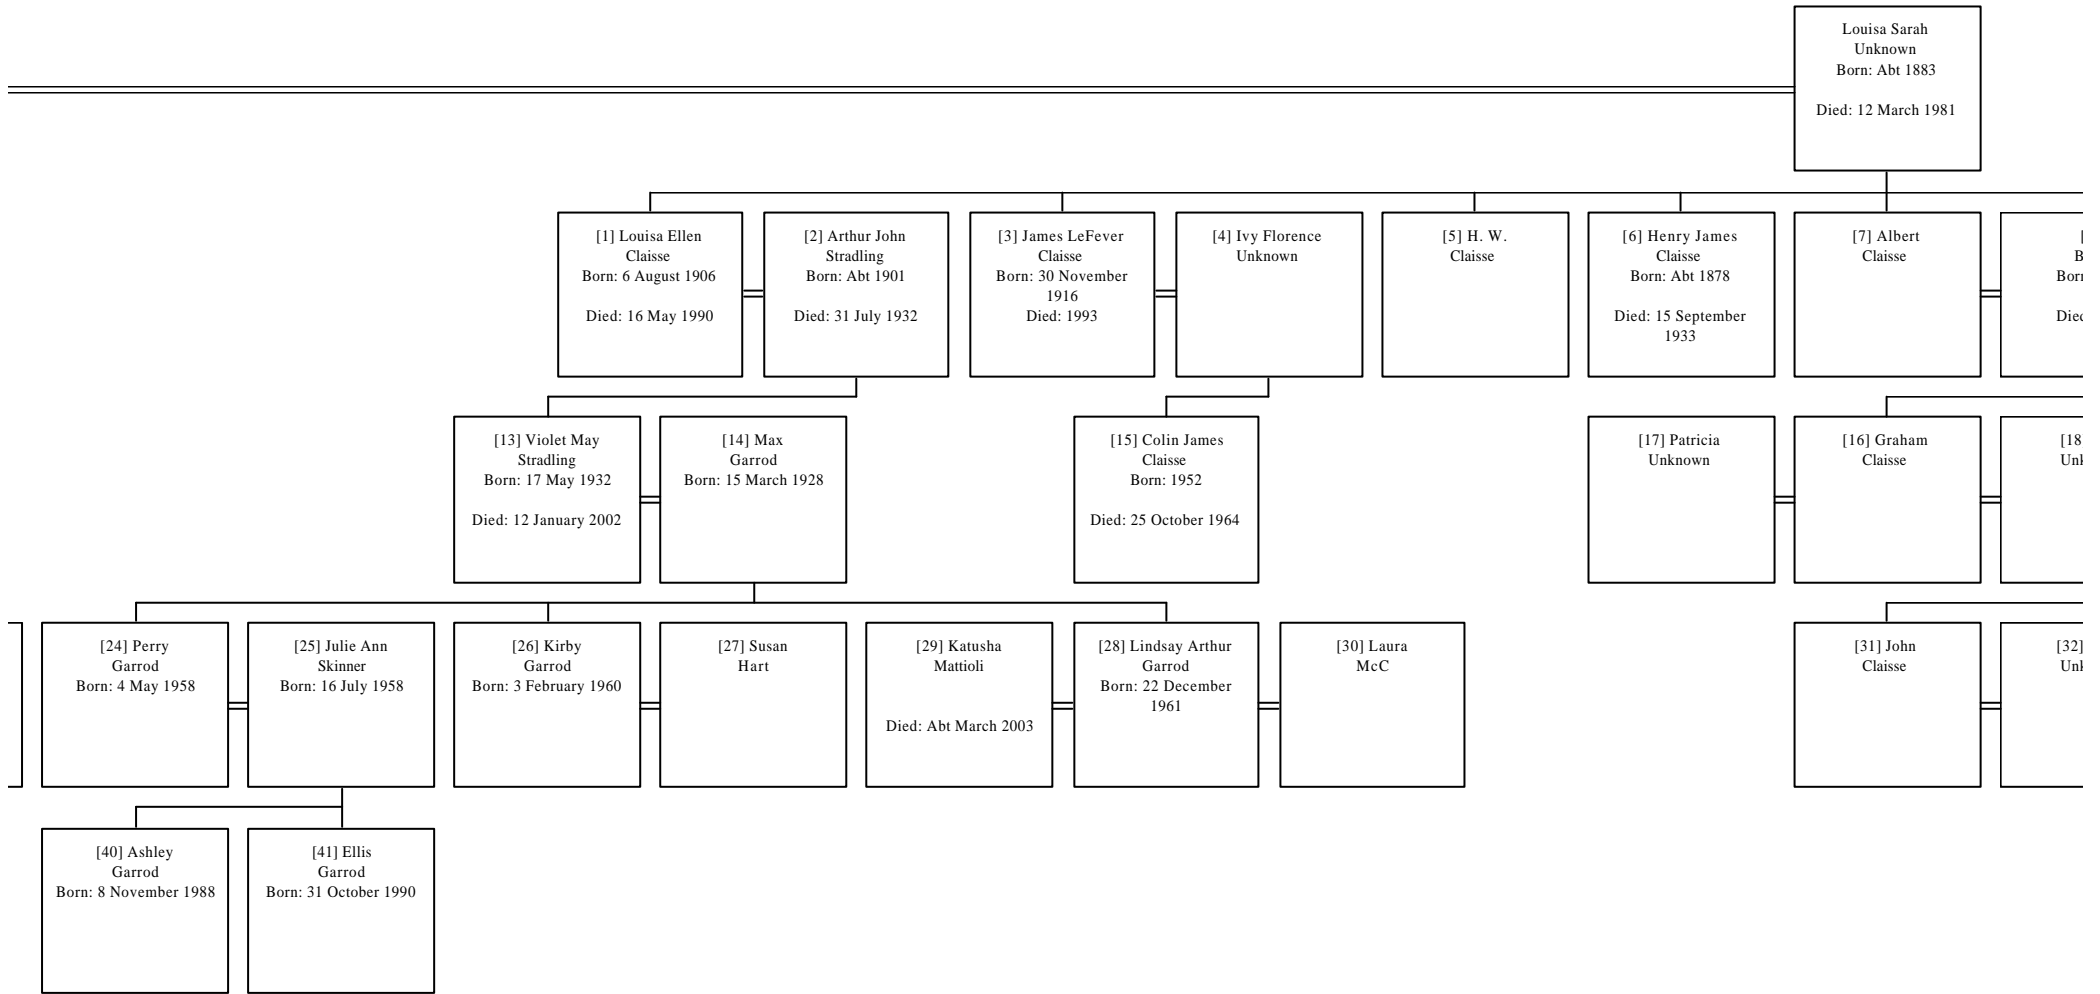 Louisa Sarah
Unknown
Born: Abt 1883
Died: 12 March 1981
[1] Louisa Ellen
Claisse
Born: 6 August 1906
Died: 16 May 1990
[2] Arthur John
Stradling
Born: Abt 1901
Died: 31 July 1932
[3] James LeFever
Claisse
Born: 30 November
1916
Died: 1993
[4] Ivy Florence
Unknown
[5] H. W.
Claisse
[6] Henry James
Claisse
Born: Abt 1878
Died: 15 September
1933
[7] Albert
Claisse
[13] Violet May
Stradling
Born: 17 May 1932
Died: 12 January 2002
[14] Max
Garrod
Born: 15 March 1928
[15] Colin James
Claisse
Born: 1952
Died: 25 October 1964
[17] Patricia
Unknown
[16] Graham
Claisse
[18
[24] Perry
Garrod
Born: 4 May 1958
[25] Julie Ann
Skinner
Born: 16 July 1958
[26] Kirby
Garrod
Born: 3 February 1960
[27] Susan
Hart
[29] Katusha
Mattioli
Died: Abt March 2003
[28] Lindsay Arthur
Garrod
Born: 22 December
1961
[30] Laura
McC
[31] John
Claisse
[32]
[40] Ashley
Garrod
Born: 8 November 1988
[41] Ellis
Garrod
Born: 31 October 1990